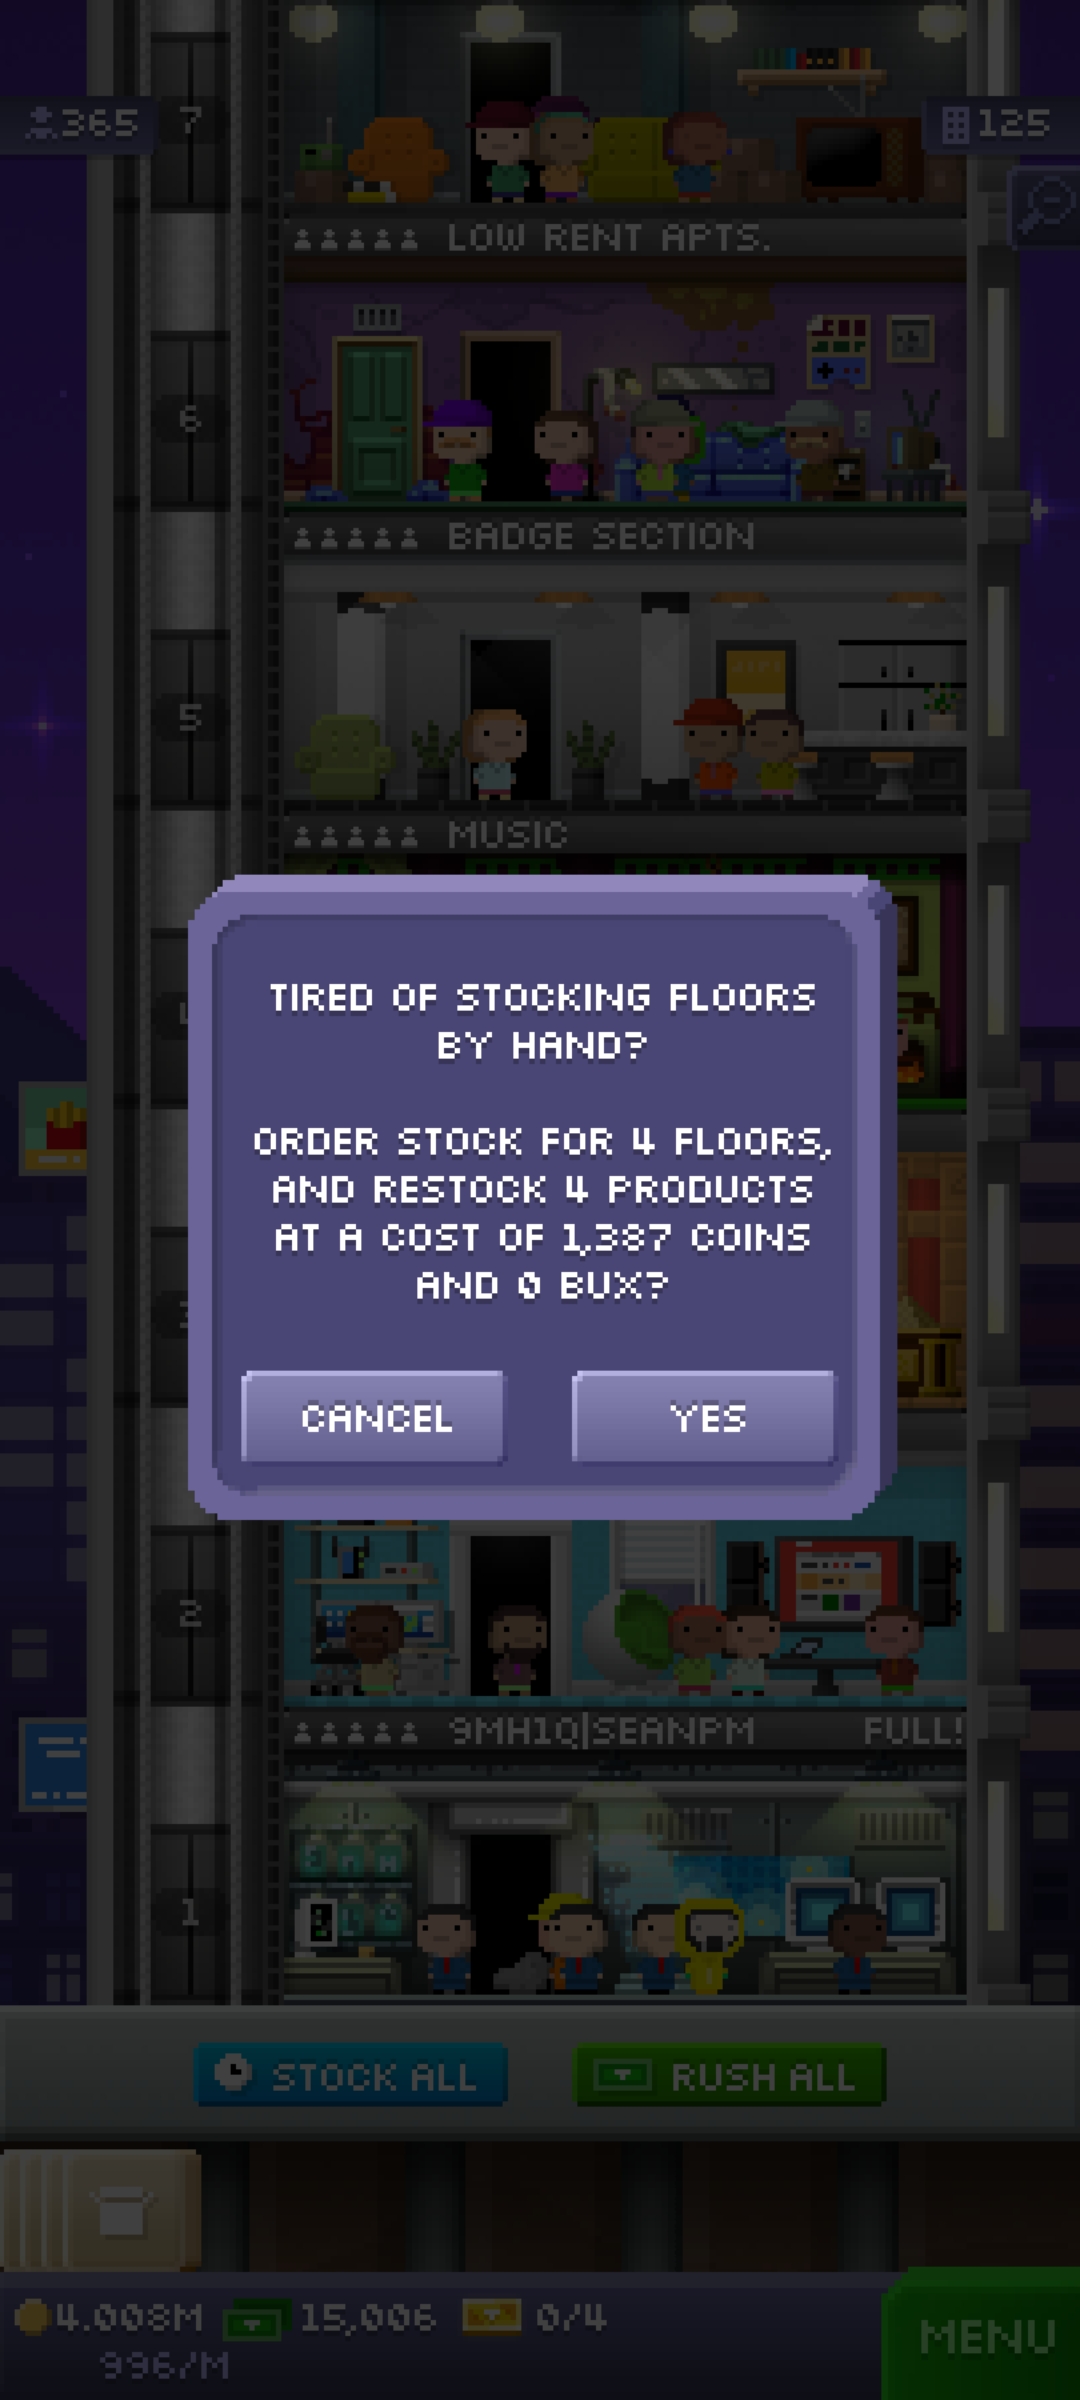 7
365
125
LOW RENT APTS.
6
BADGE SECTION
5
MUSIC
TIRED OF STOCKING FLOORS
BY HAND?
ORDER STOCK FOR 4 FLOORS,
AND RESTOCK 4 PRODUCTS
AT A COST OF 1,387 COINS
AND 0 BUX?
CANCEL
YES
2
9MH1Q|SEANPM
FULL!
1
STOCK ALL
RUSH ALL
4.008M
15,006
0/4
996/M
MENU